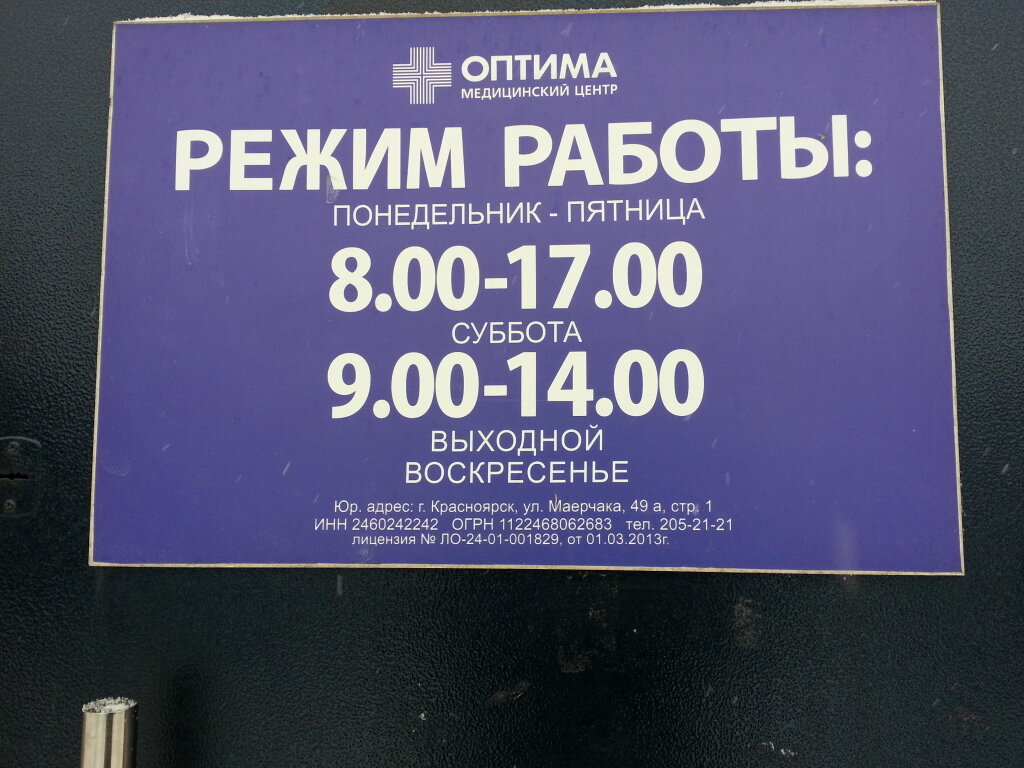 ОПТИМА
МЕДИЦИНСКИЙ ЦЕНТР
РЕЖИМ РАБОТЫ:
ПОНЕДЕЛЬНИК - ПЯТНИЦА
8.00-17.00
СУББОТА
9.00-14.00
ВЫХОДНОЙ
ВОСКРЕСЕНЬЕ
Юр. адрес: г. Красноярск, ул. Маерчака, 49 а, стр. 1
ИНН 2460242242 ОГРН 1122468062683 тел. 205-21-21
лицензия № ЛО-24-01-001829, от 01.03.2013г.